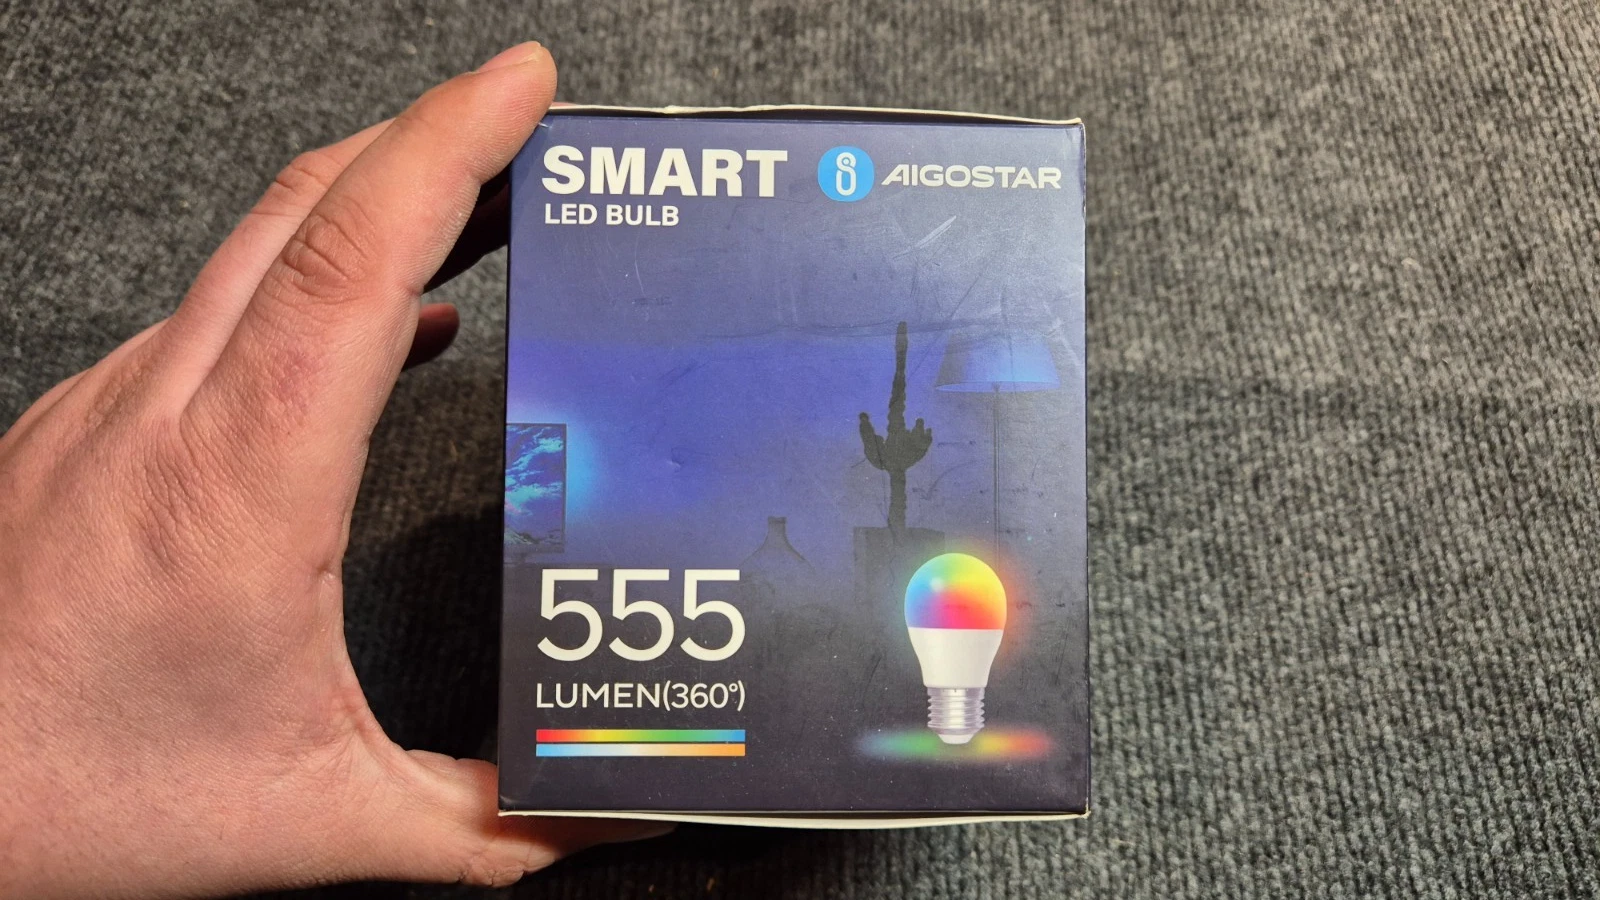 SMART
LED BULB
AIGOSTAR
555
LUMEN(360°)